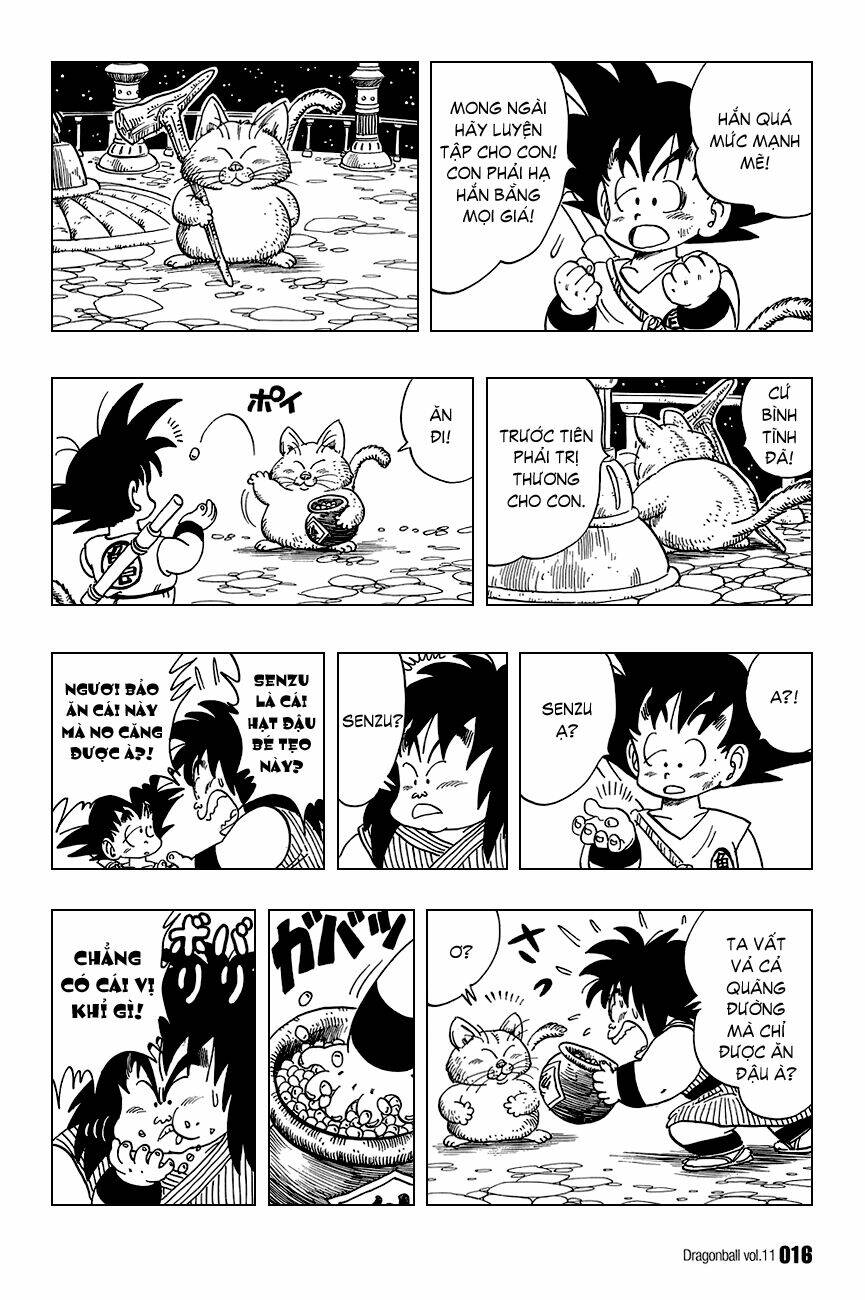 HẮN QUÁ
MỨC MẠNH
MẼ!
MONG NGÀI
HÃY LUYỆN
TẬP CHO CON!
CON PHẢI HẠ
HẮN BẰNG
MỌI GIÁ!
CỨ
BÌNH
TĨNH
ĐÃ!
TRƯỚC TIÊN
PHẢI TRỊ
THƯƠNG
CHO CON.
ĂN
ĐI!
ポイ
A?!
SENZU
Ạ?
SENZU?
SENZU
LÀ CÁI
HẠT ĐẬU
BÉ TẸO
NÀY?
NGƯƠI BẢO
ĂN CÁI NÀY
MÀ NO CĂNG
ĐƯỢC À?!
TA VẤT
VẢ CẢ
QUÃNG
ĐƯỜNG
MÀ CHỈ
ĐƯỢC ĂN
ĐẬU À?
Ơ?
さっ
ガバッ
バリ
ボリ
CHẲNG
CÓ CÁI VỊ
KHỈ GÌ!
Dragonball vol.11 016